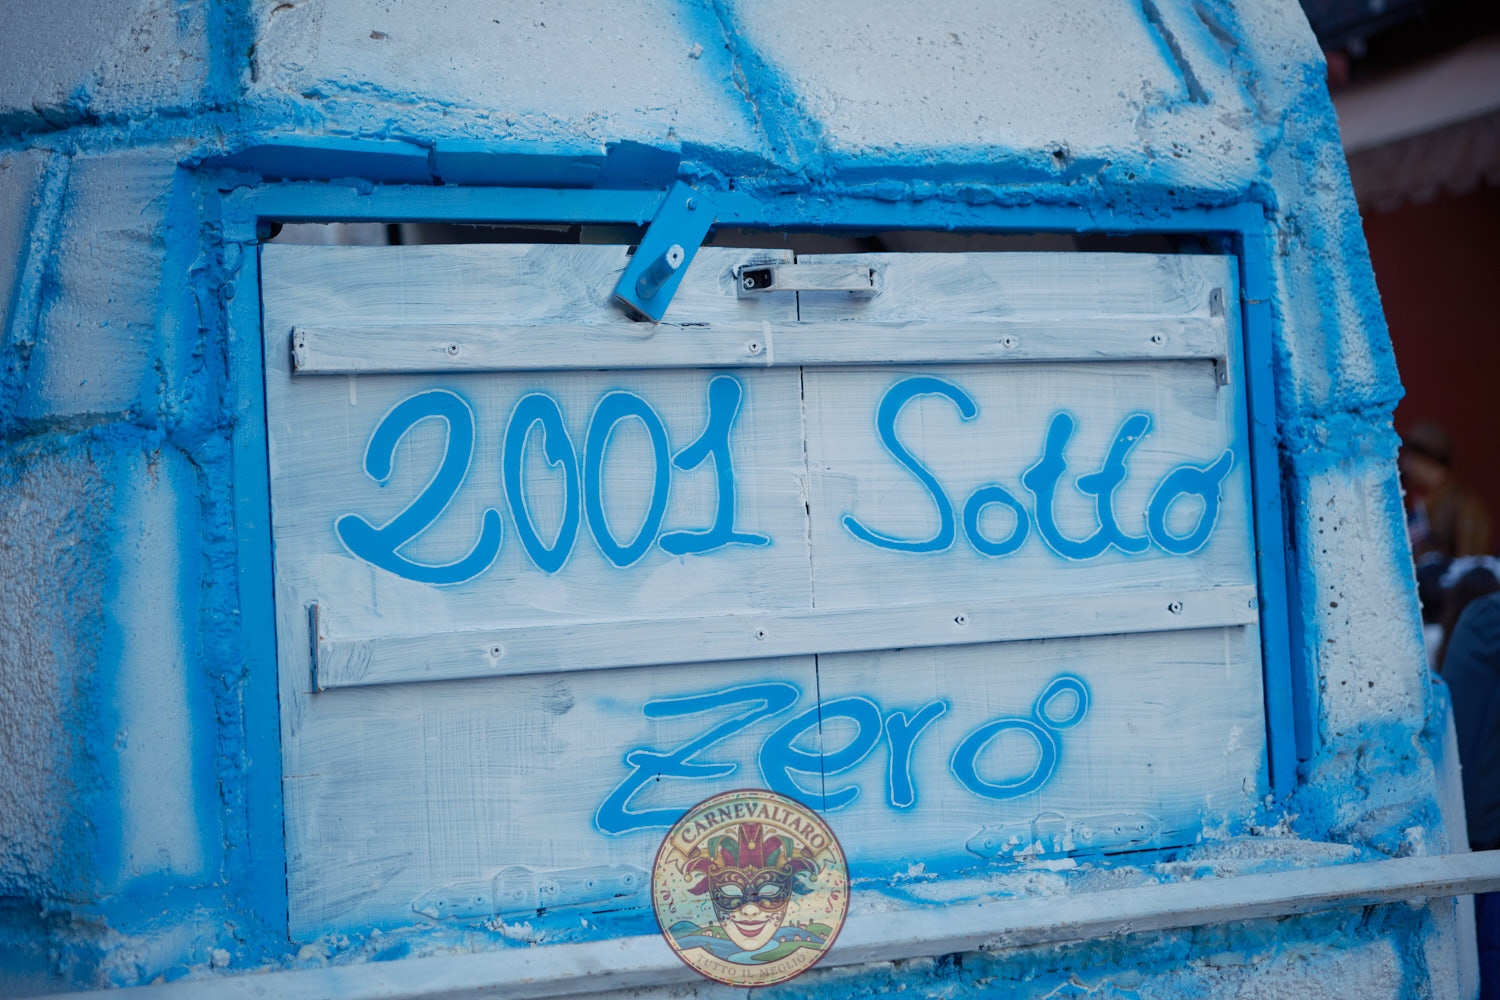 2001 Sotto
zero°
CARNEVALTARO
TUTTO IL MEGLIO